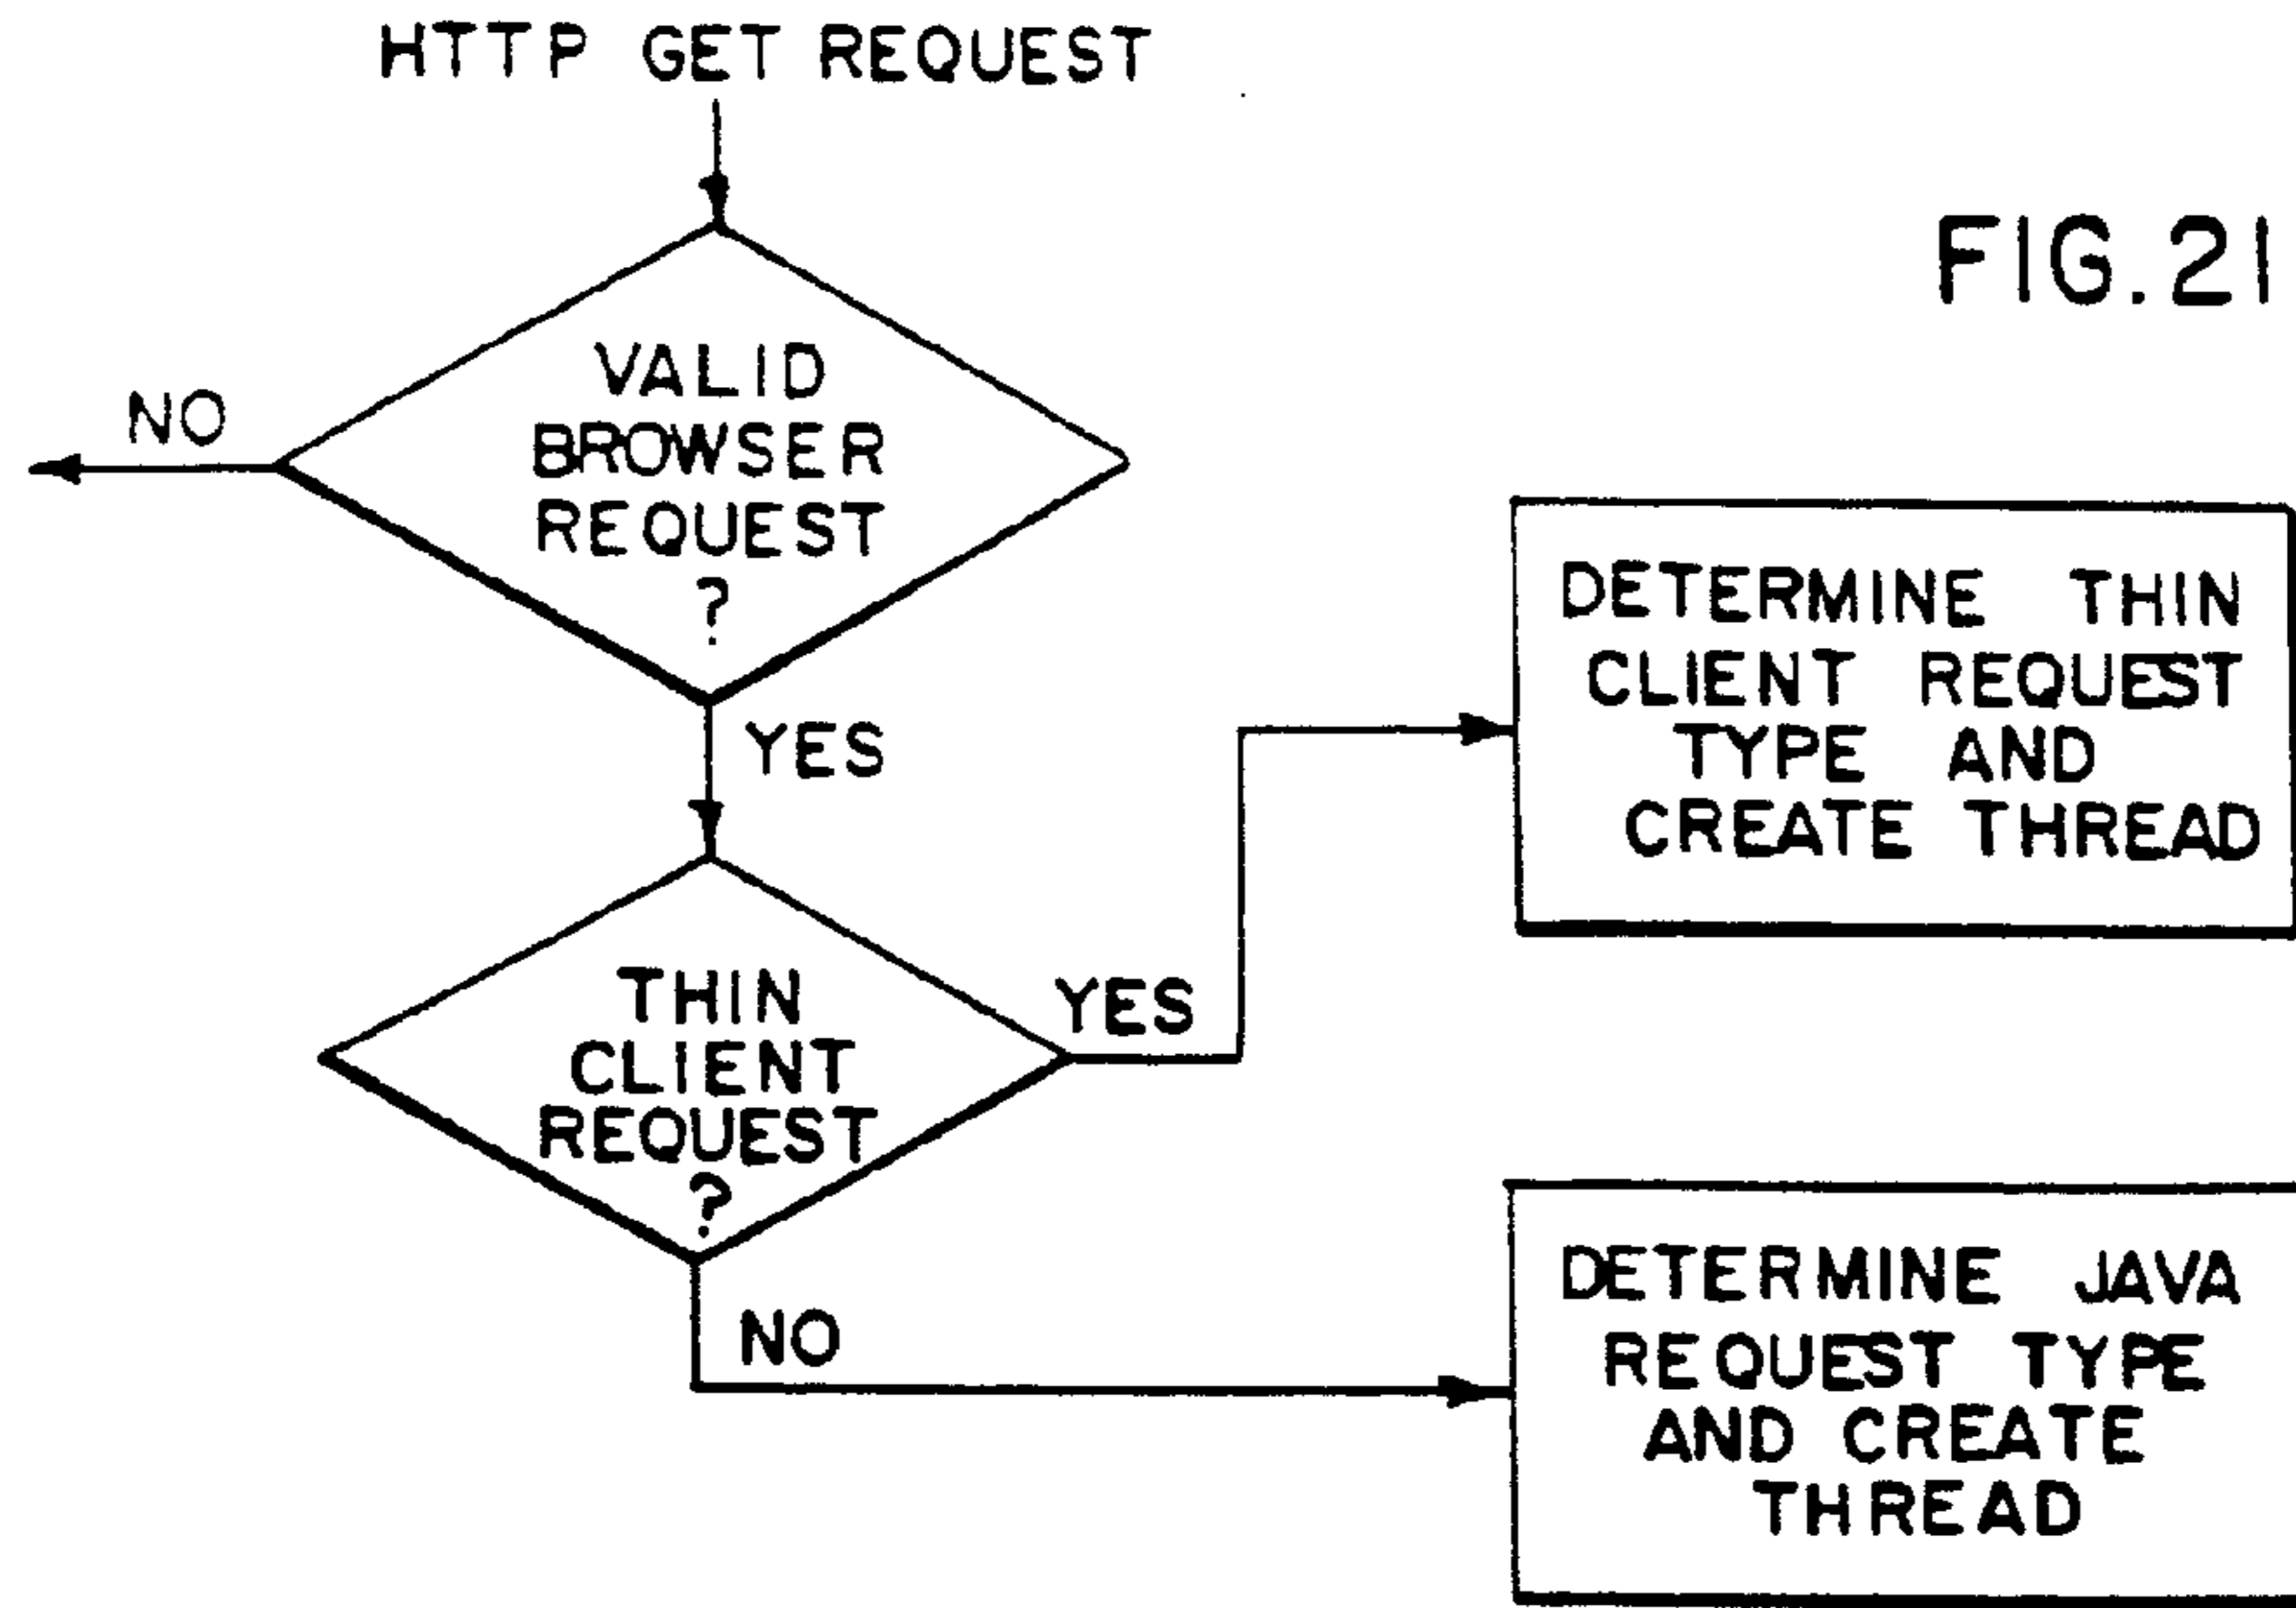 HTTP GET REQUEST
FIG.21
VALID
BROWSER
REQUEST
?
NO
YES
DETERMINE THIN
CLIENT REQUEST
TYPE AND
CREATE THREAD
THIN
CLIENT
REQUEST
?
YES
NO
DETERMINE JAVA
REQUEST TYPE
AND CREATE
THREAD